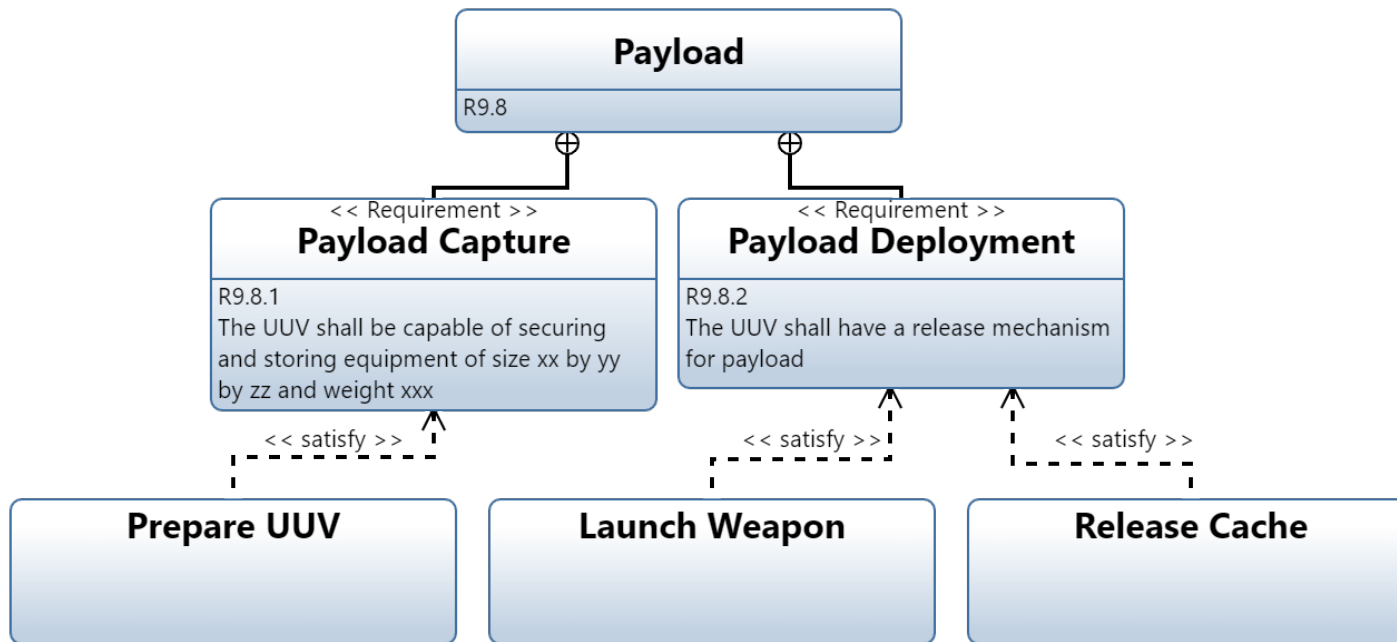 Payload
R9.8
<< Requirement >>
Payload Capture
R9.8.1
The UUV shall be capable of securing
and storing equipment of size xx by yy
by zz and weight xxx
<< Requirement >>
Payload Deployment
R9.8.2
The UUV shall have a release mechanism
for payload
<< satisfy >>
<< satisfy >>
<< satisfy >>
Prepare UUV
Launch Weapon
Release Cache